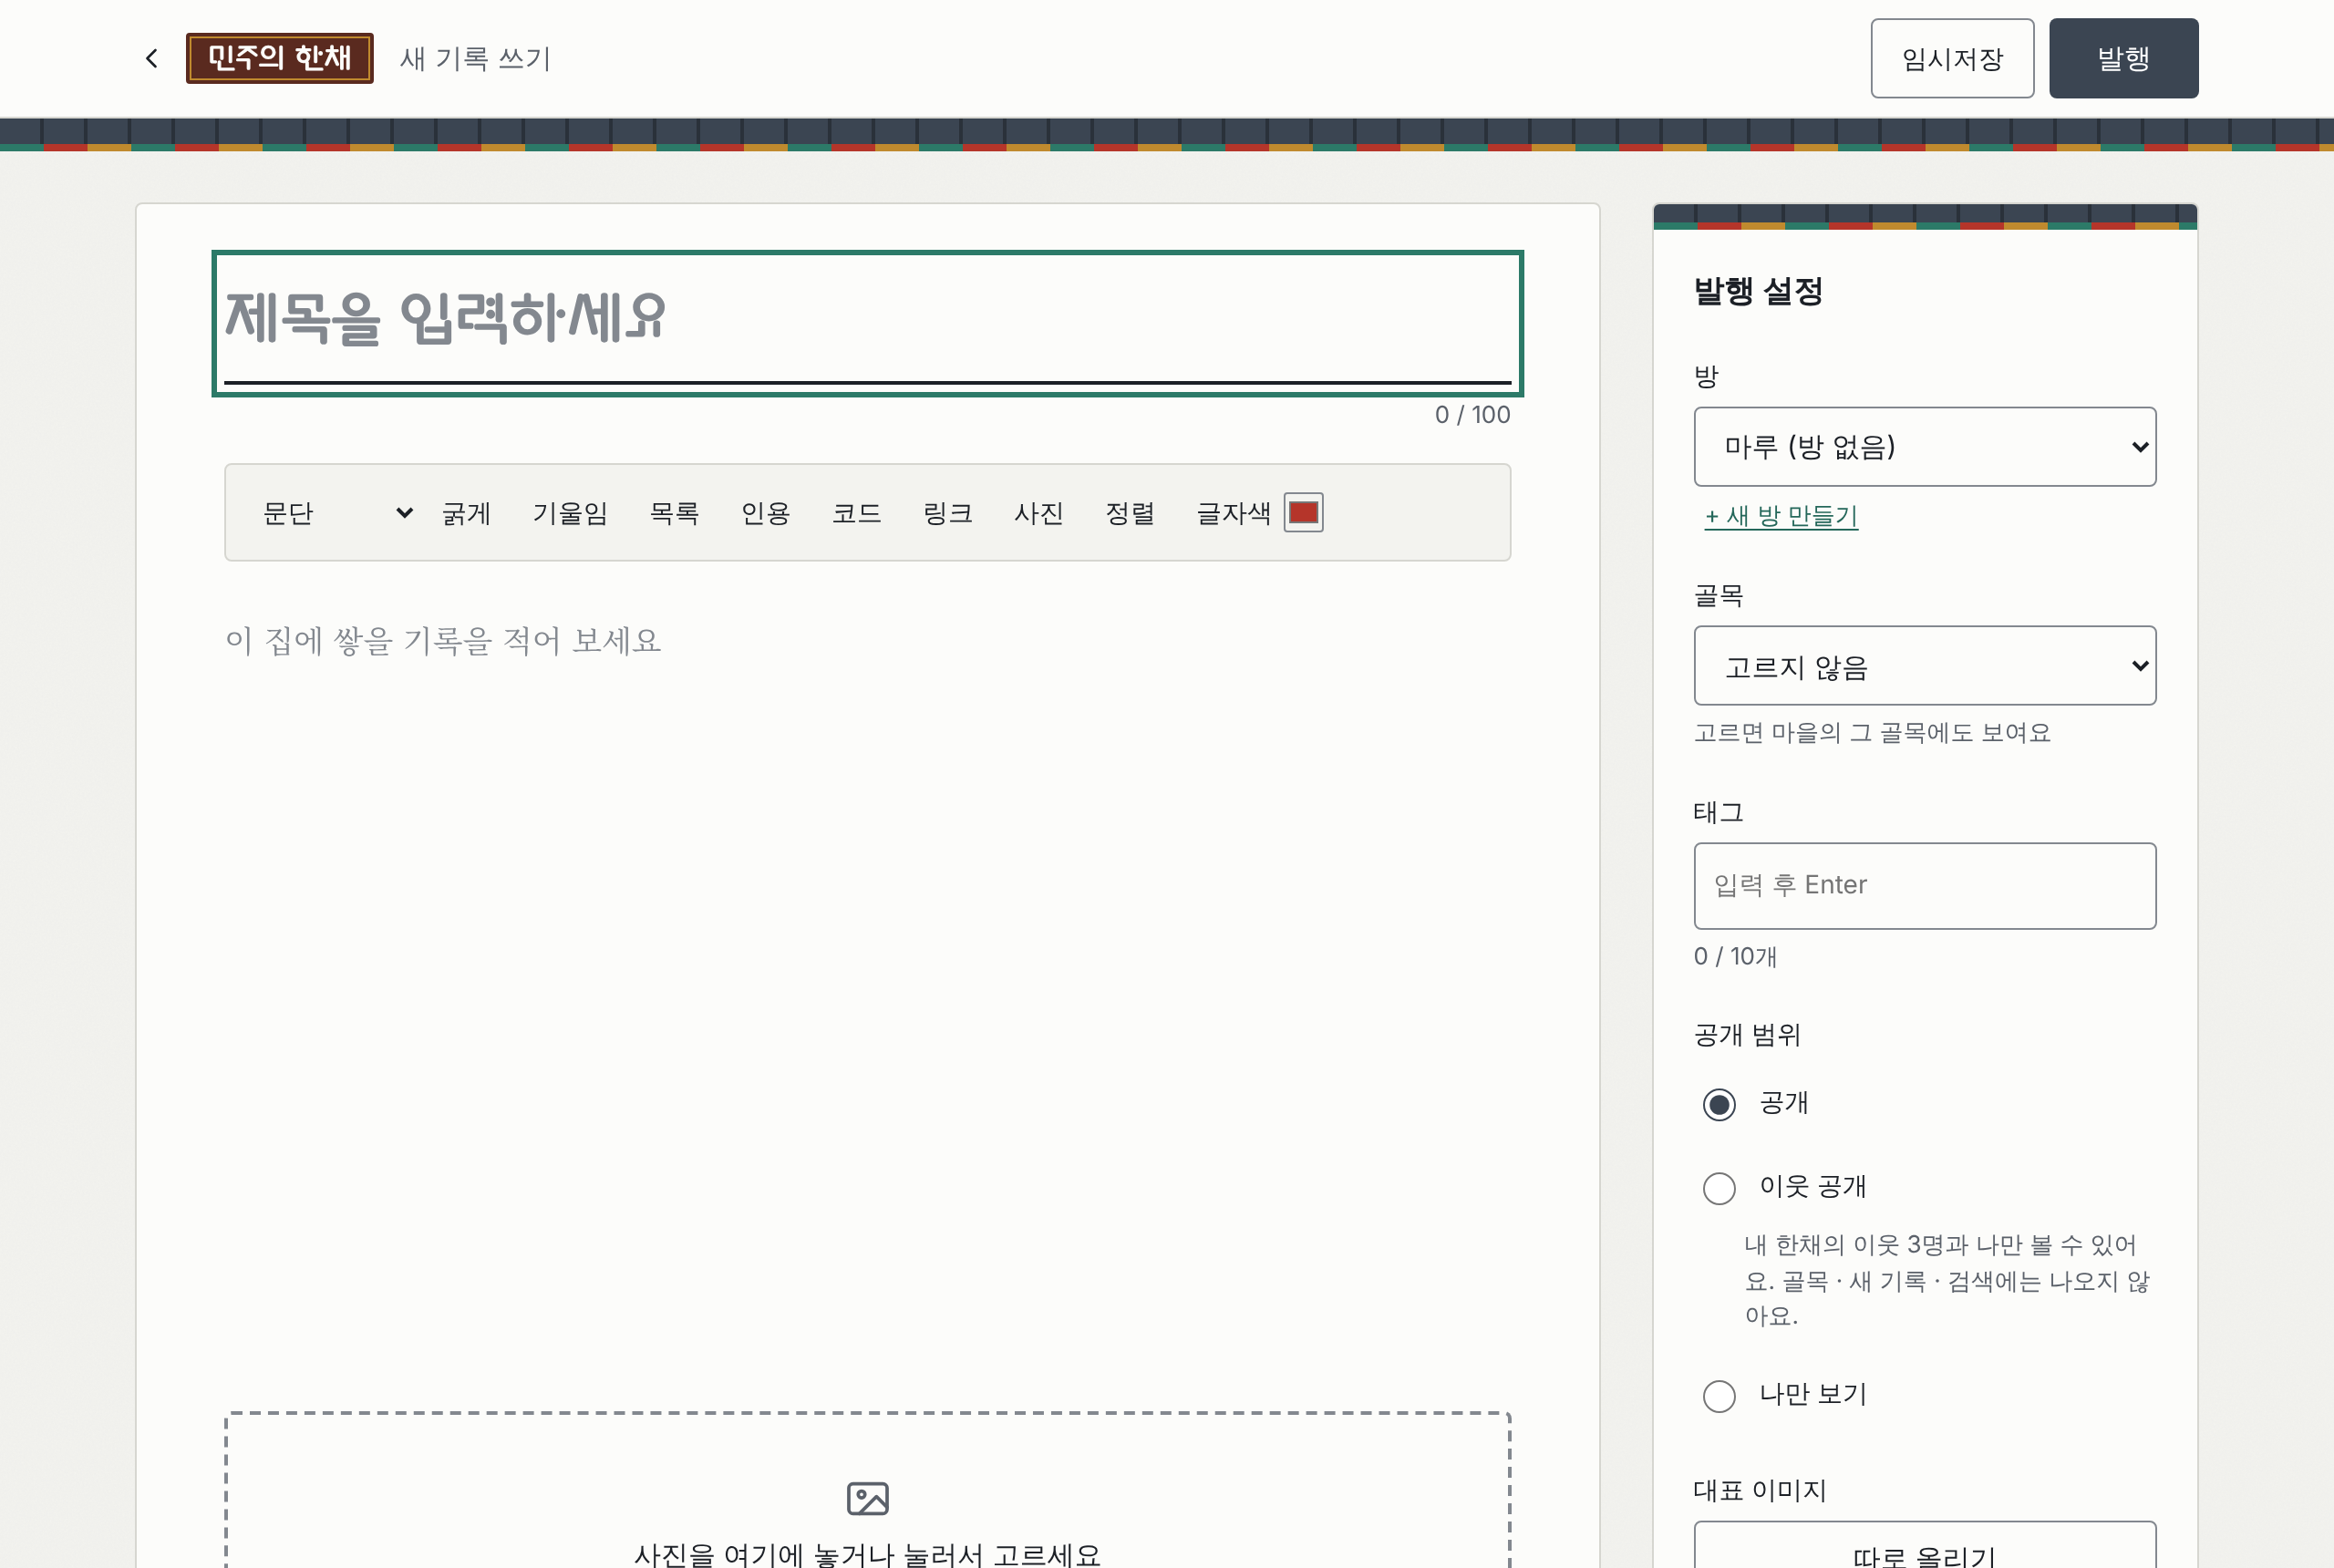 민주의 한채
새 기록 쓰기
임시저장
발행
제목을 입력하세요
0 / 100
문단 굵게 기울임 목록 인용 코드 링크 사진 정렬 글자색
이 집에 쌓을 기록을 적어 보세요
사진을 여기에 놓거나 눌러서 고르세요
발행 설정
방
마루 (방 없음)
+ 새 방 만들기
골목
고르지 않음
고르면 마을의 그 골목에도 보여요
태그
입력 후 Enter
0 / 10개
공개 범위
공개
이웃 공개
내 한채의 이웃 3명과 나만 볼 수 있어
요. 골목 · 새 기록 · 검색에는 나오지 않
아요.
나만 보기
대표 이미지
따로 올리기